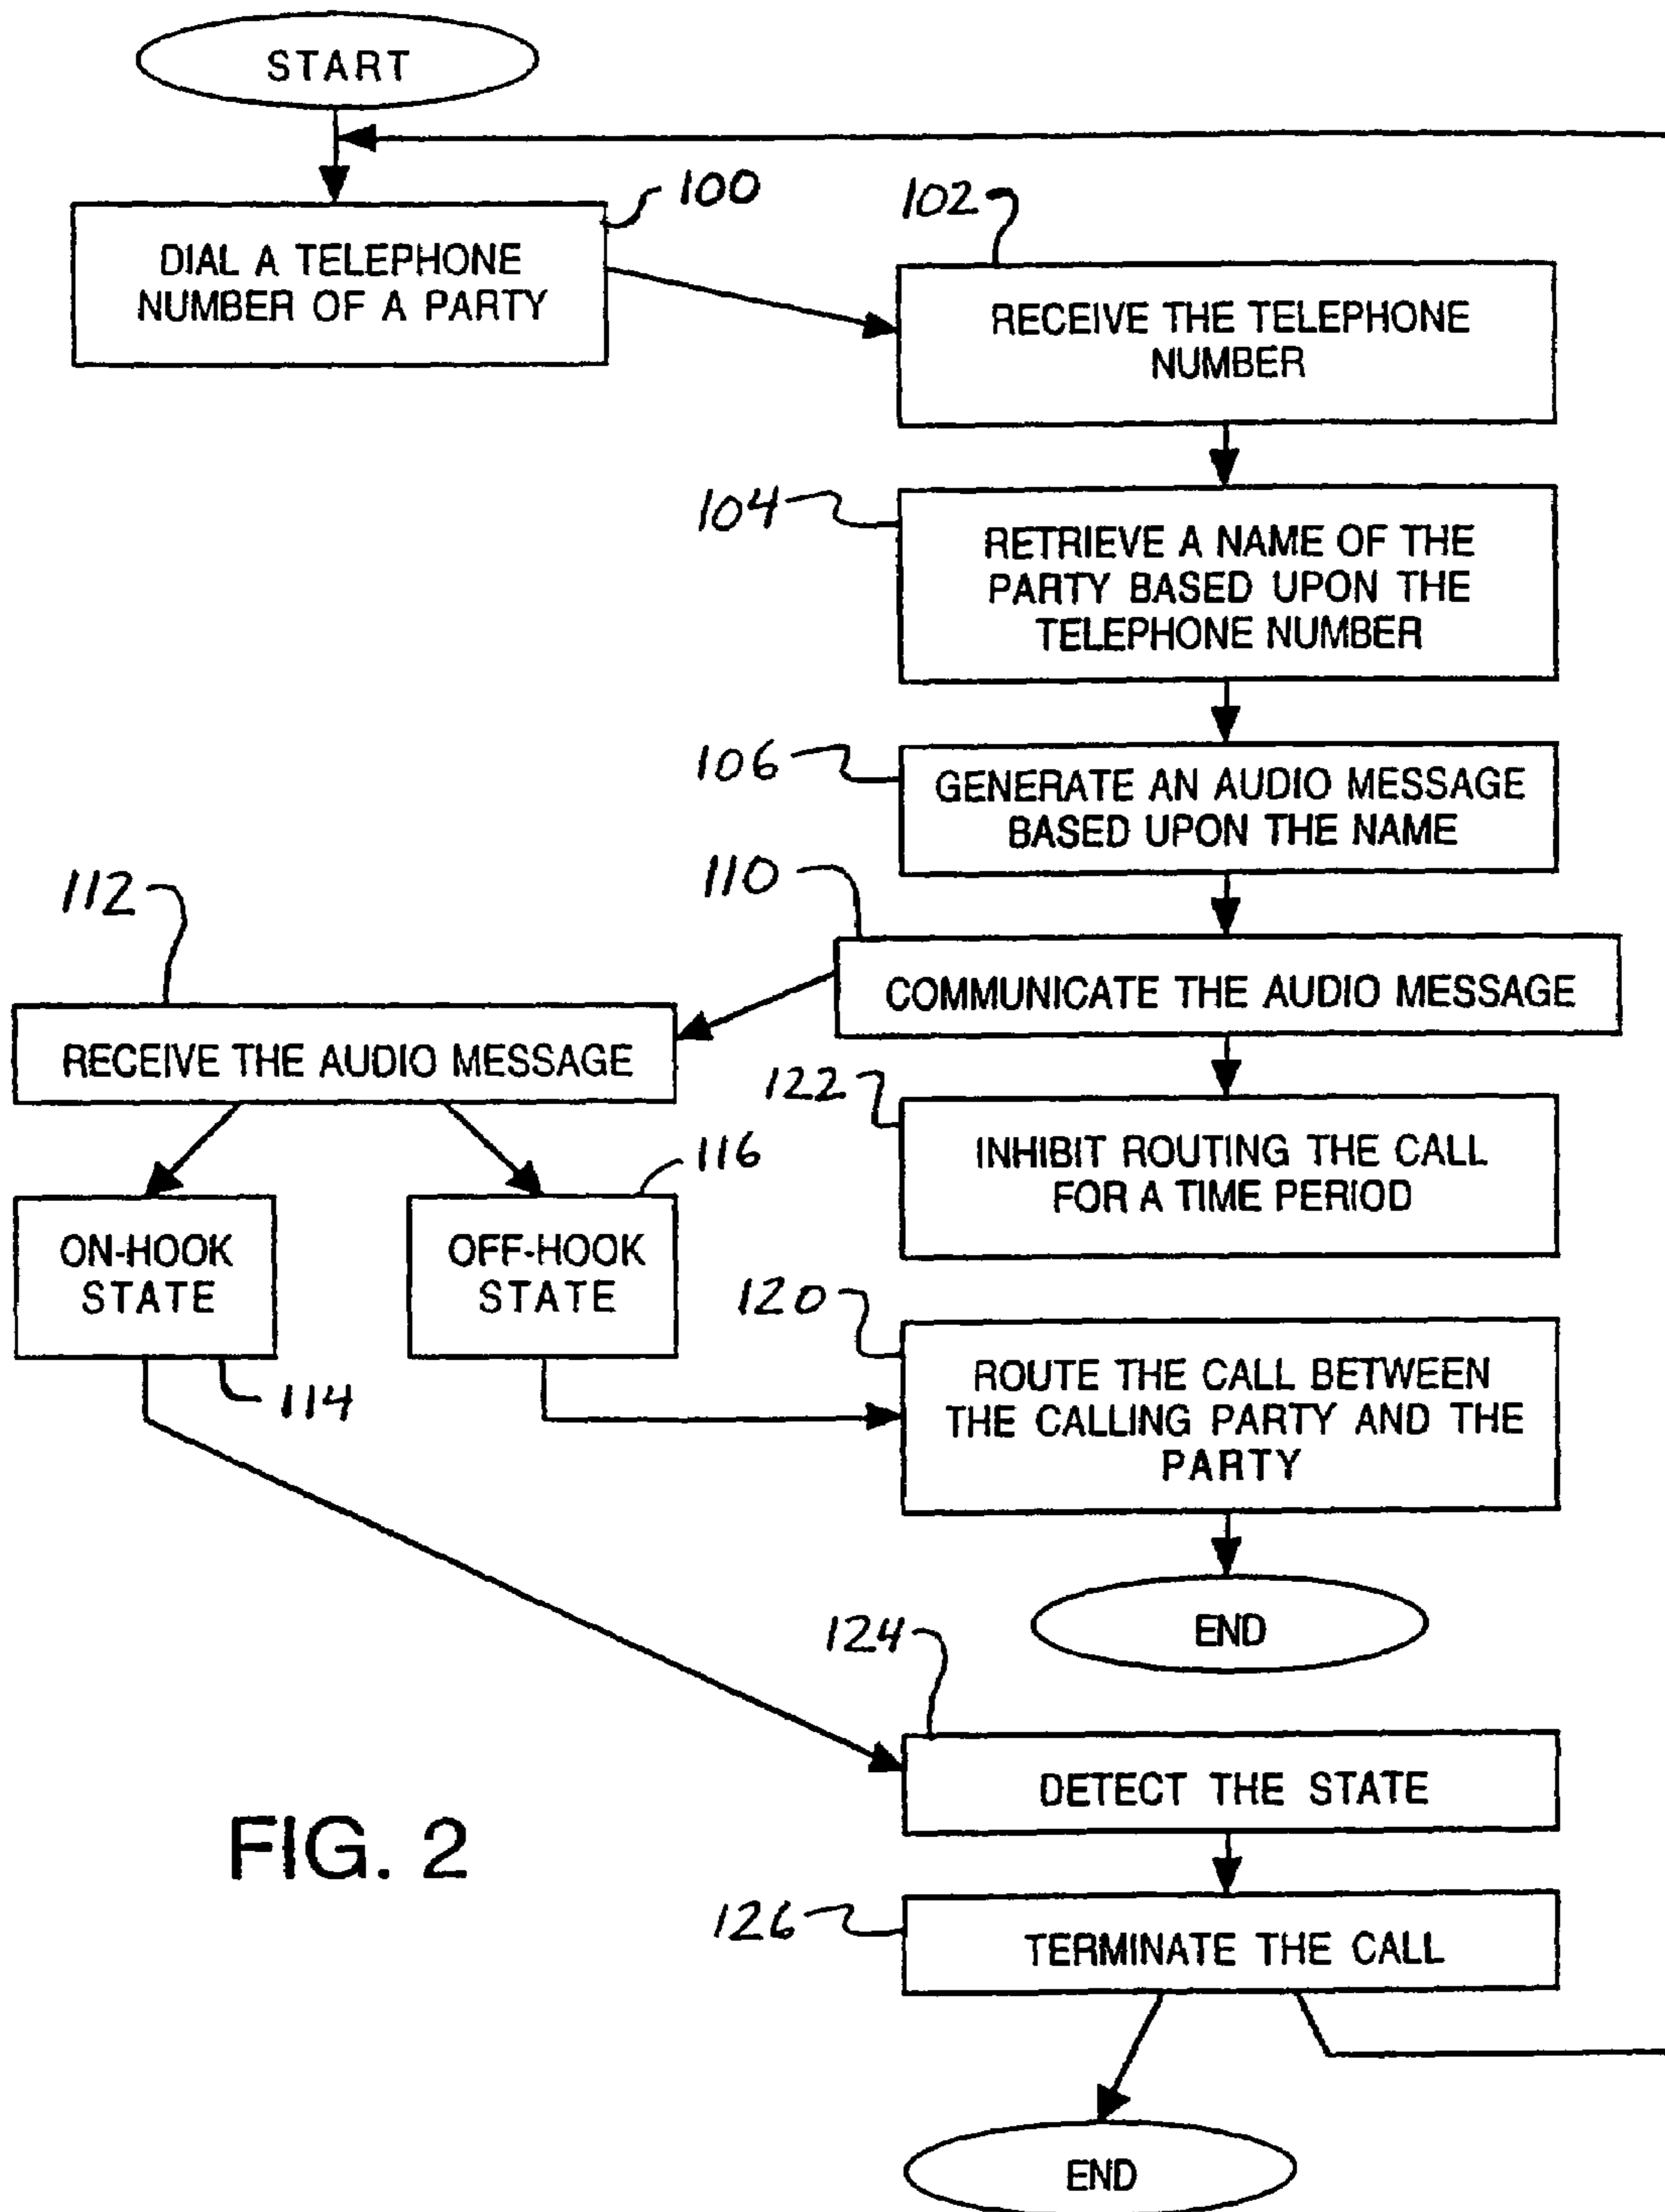 START
100
DIAL A TELEPHONE
NUMBER OF A PARTY
102
RECEIVE THE TELEPHONE
NUMBER
104
RETRIEVE A NAME OF THE
PARTY BASED UPON THE
TELEPHONE NUMBER
106
GENERATE AN AUDIO MESSAGE
BASED UPON THE NAME
110
COMMUNICATE THE AUDIO MESSAGE
112
RECEIVE THE AUDIO MESSAGE
122
INHIBIT ROUTING THE CALL
FOR A TIME PERIOD
ON-HOOK
STATE
114
116
OFF-HOOK
STATE
120
ROUTE THE CALL BETWEEN
THE CALLING PARTY AND THE
PARTY
END
124
DETECT THE STATE
126
TERMINATE THE CALL
END
FIG. 2